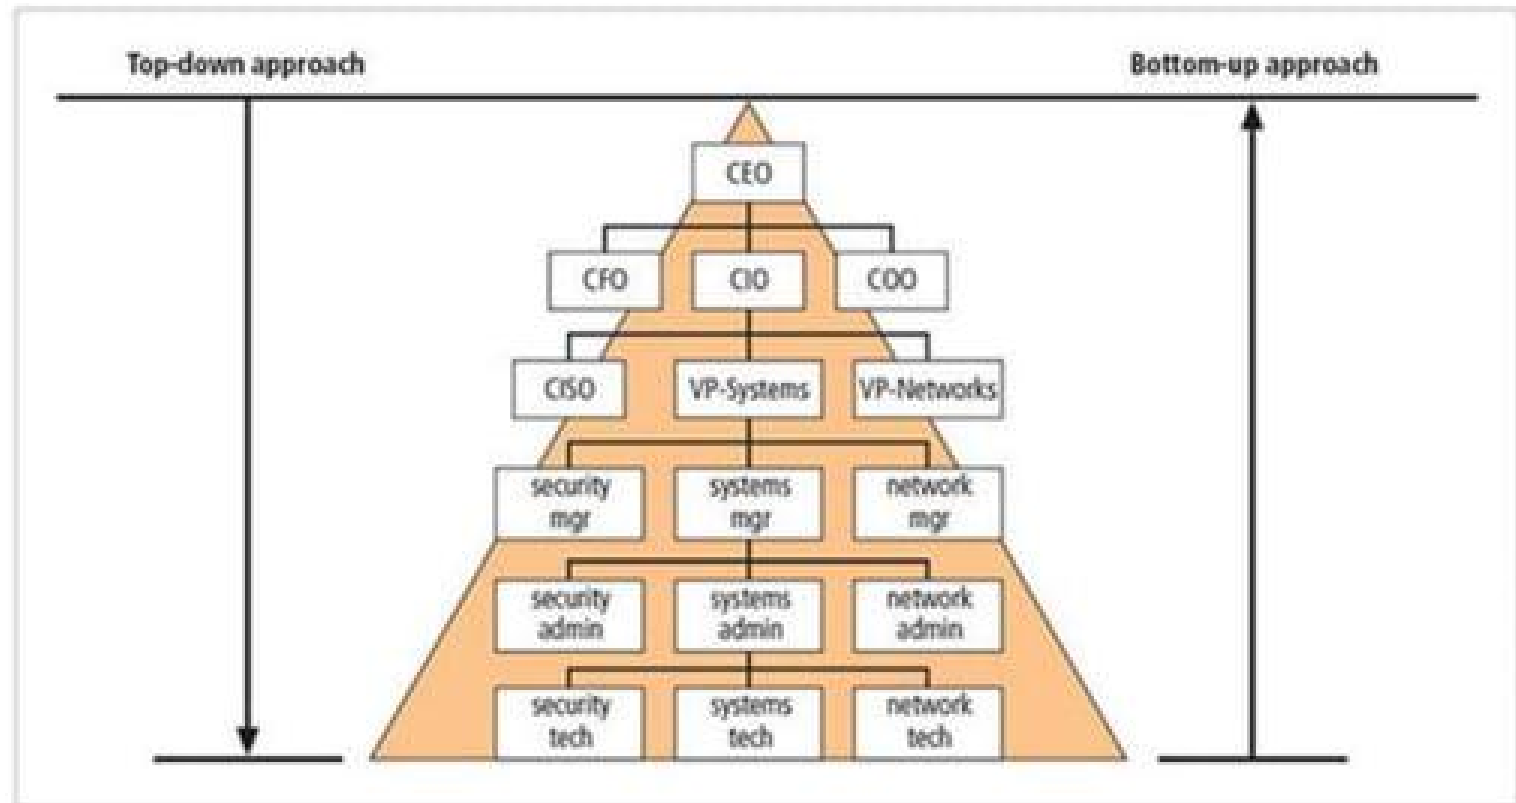 Top-down approach
Bottom-up approach
CEO
CFO
CIO
COO
CISO
VP-Systems
VP-Networks
security
mgr
systems
mgr
network
mgr
security
admin
systems
admin
network
admin
security
tech
systems
tech
network
tech